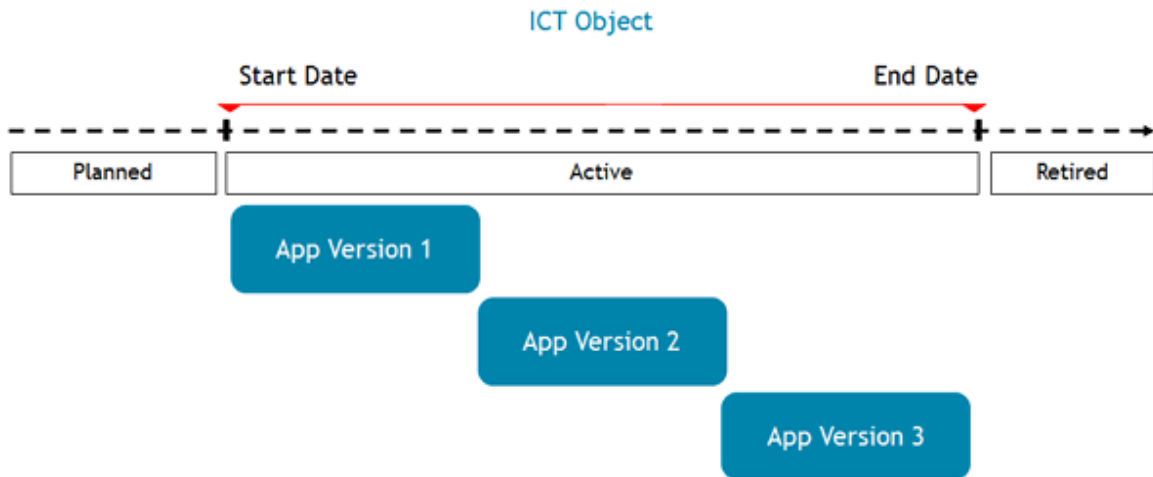 ICT Object
Start Date End Date
Planned Active Retired
App Version 1
App Version 2
App Version 3